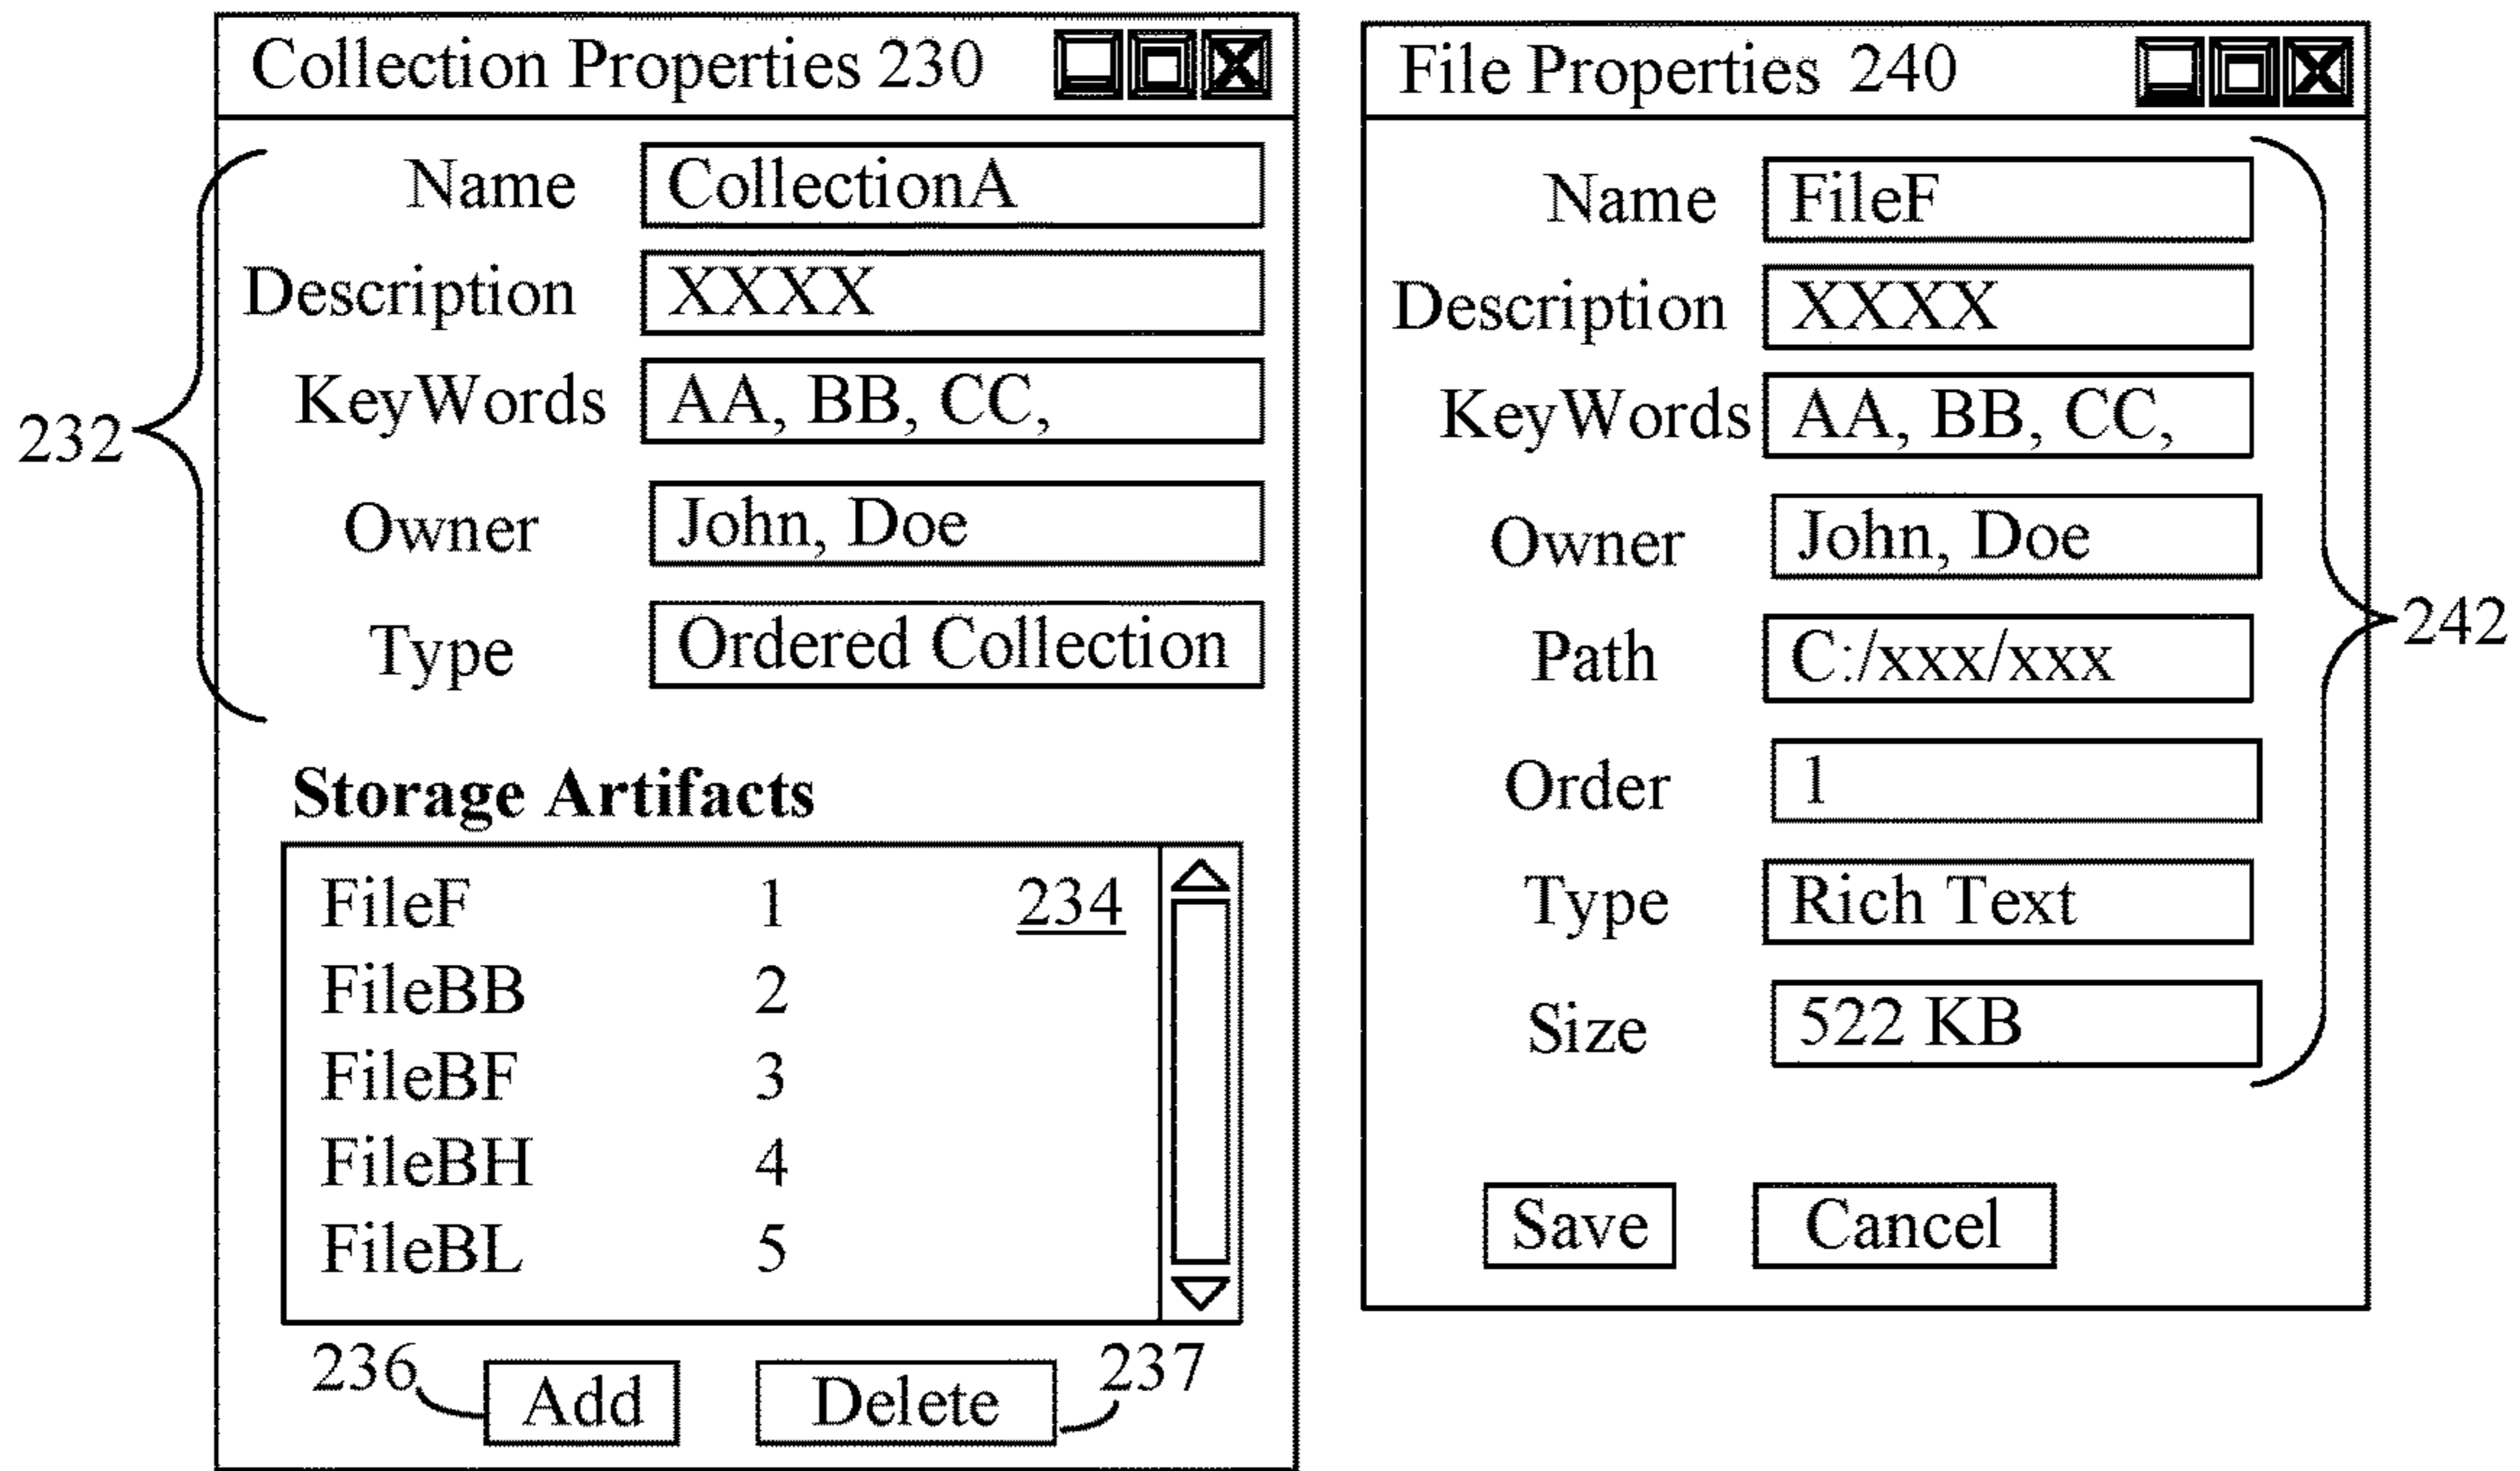 Collection Properties 230
Name CollectionA
Description XXXX
KeyWords AA, BB, CC,
232
Owner John, Doe
Type Ordered Collection
Storage Artifacts
FileF 1 234
FileBB 2
FileBF 3
FileBH 4
FileBL 5
236 Add Delete 237
File Properties 240
Name FileF
Description XXXX
KeyWords AA, BB, CC,
Owner John, Doe
Path C:/xxx/xxx
242
Order 1
Type Rich Text
Size 522 KB
Save Cancel